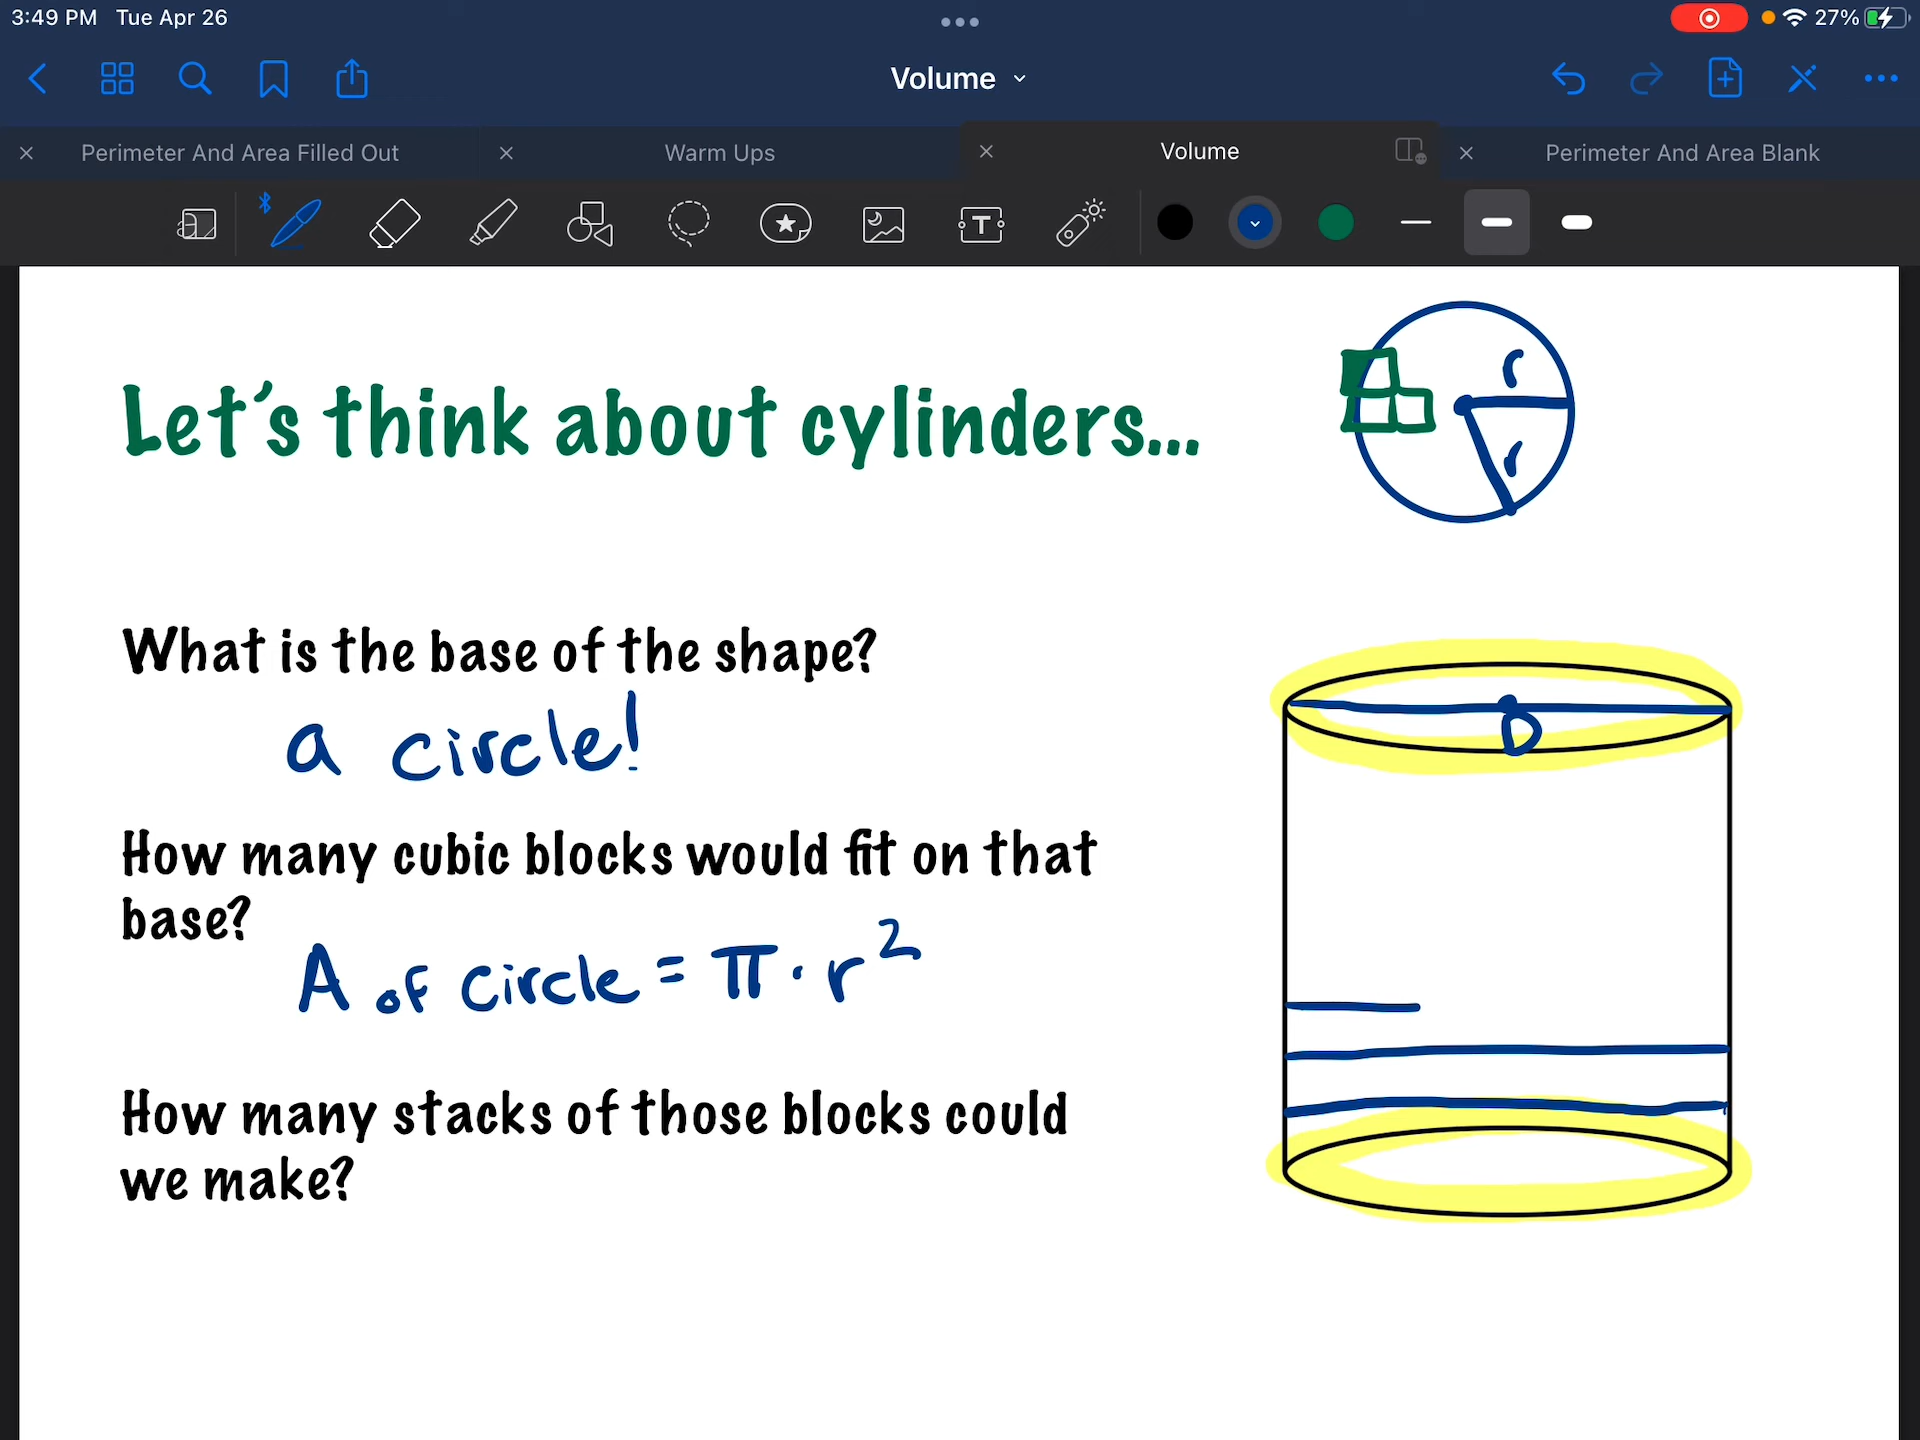 3:49 PM Tue Apr 26
27%
Volume
Perimeter And Area Filled Out
Warm Ups
Volume
Perimeter And Area Blank
Let's think about cylinders...
r
r
What is the base of the shape?
a circle!
D
How many cubic blocks would fit on that
base?
A of circle = π · r²
How many stacks of those blocks could
we make?